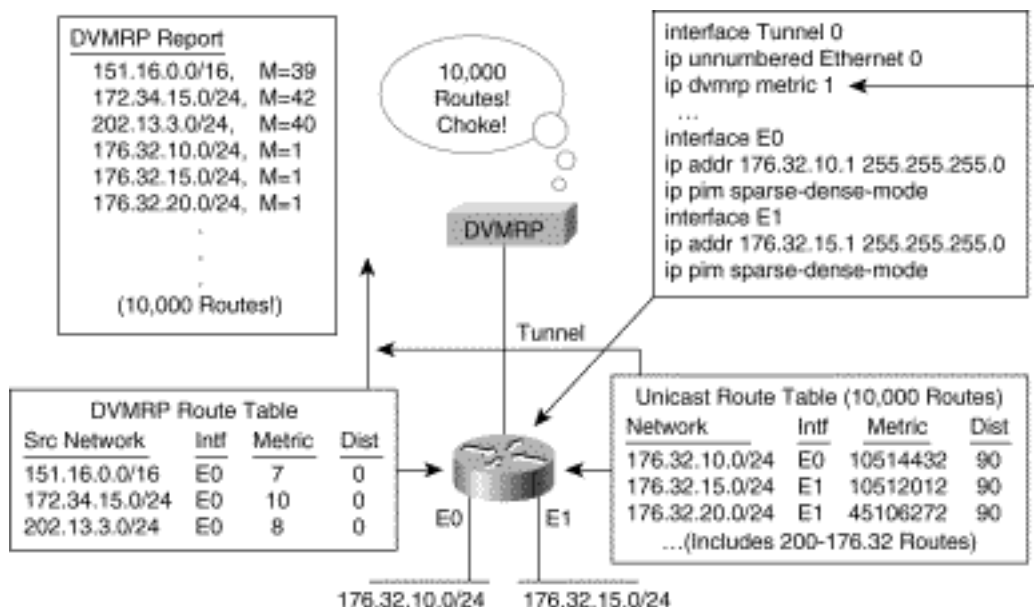 DVMRP Report
151.16.0.0/16, M=39
172.34.15.0/24, M=42
202.13.3.0/24, M=40
176.32.10.0/24, M=1
176.32.15.0/24, M=1
176.32.20.0/24, M=1
.
.
.
(10,000 Routes!)
10,000
Routes!
Choke!
interface Tunnel 0
ip unnumbered Ethernet 0
ip dvmrp metric 1
...
interface E0
ip addr 176.32.10.1 255.255.255.0
ip pim sparse-dense-mode
interface E1
ip addr 176.32.15.1 255.255.255.0
ip pim sparse-dense-mode
DVMRP
Tunnel
DVMRP Route Table
Src Network Intf Metric Dist
151.16.0.0/16 E0 7 0
172.34.15.0/24 E0 10 0
202.13.3.0/24 E0 8 0
Unicast Route Table (10,000 Routes)
Network Intf Metric Dist
176.32.10.0/24 E0 10514432 90
176.32.15.0/24 E1 10512012 90
176.32.20.0/24 E1 45106272 90
...(Includes 200-176.32 Routes)
E0 E1
176.32.10.0/24 176.32.15.0/24